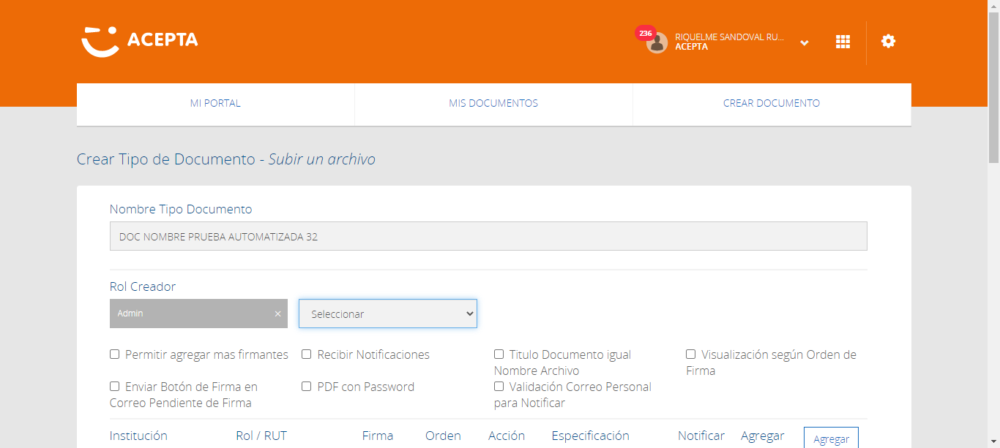 ACEPTA
236
RIQUELME SANDOVAL RU...
ACEPTA
MI PORTAL
MIS DOCUMENTOS
CREAR DOCUMENTO
Crear Tipo de Documento - Subir un archivo
Nombre Tipo Documento
DOC NOMBRE PRUEBA AUTOMATIZADA 32
Rol Creador
Admin ×
Seleccionar
Permitir agregar mas firmantes
Recibir Notificaciones
Titulo Documento igual
Nombre Archivo
Visualización según Orden de
Firma
Enviar Botón de Firma en
Correo Pendiente de Firma
PDF con Password
Validación Correo Personal
para Notificar
Institución Rol / RUT Firma Orden Acción Especificación Notificar Agregar Agregar